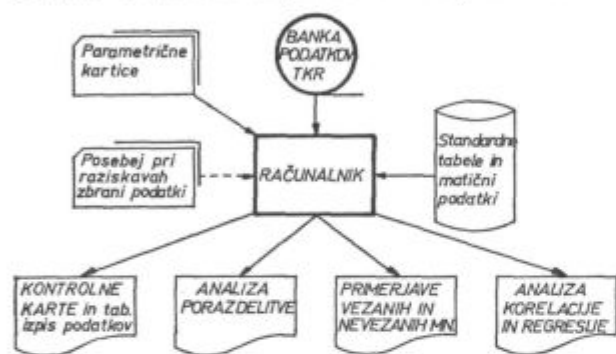 Parametrične
kartice
BANKA
PODATKOV
TKR
Posebej pri
raziskavah
zbrani podatki
RAČUNALNIK
Standardne
tabele in
matični
podatki
KONTROLNE
KARTE in tab.
izpis podatkov
ANALIZA
PORAZDELITVE
PRIMERJAVE
VEZANIH IN
NEVEZANIH MN.
ANALIZA
KORELACIJE
IN REGRESIJE